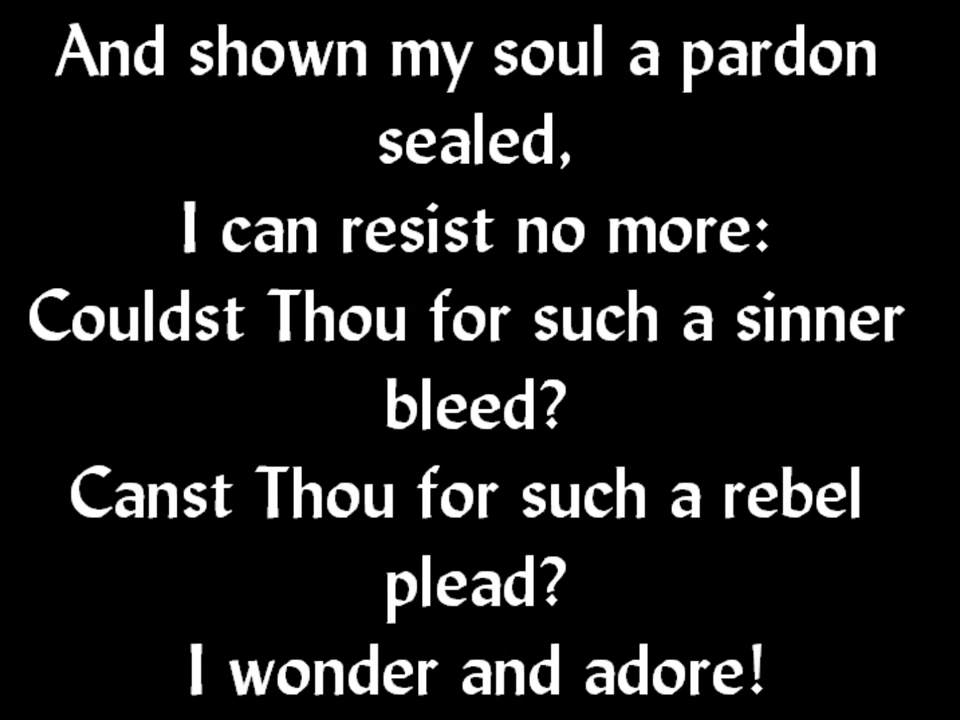 And shown my soul a pardon
sealed,
I can resist no more:
Couldst Thou for such a sinner
bleed?
Canst Thou for such a rebel
plead?
I wonder and adore!